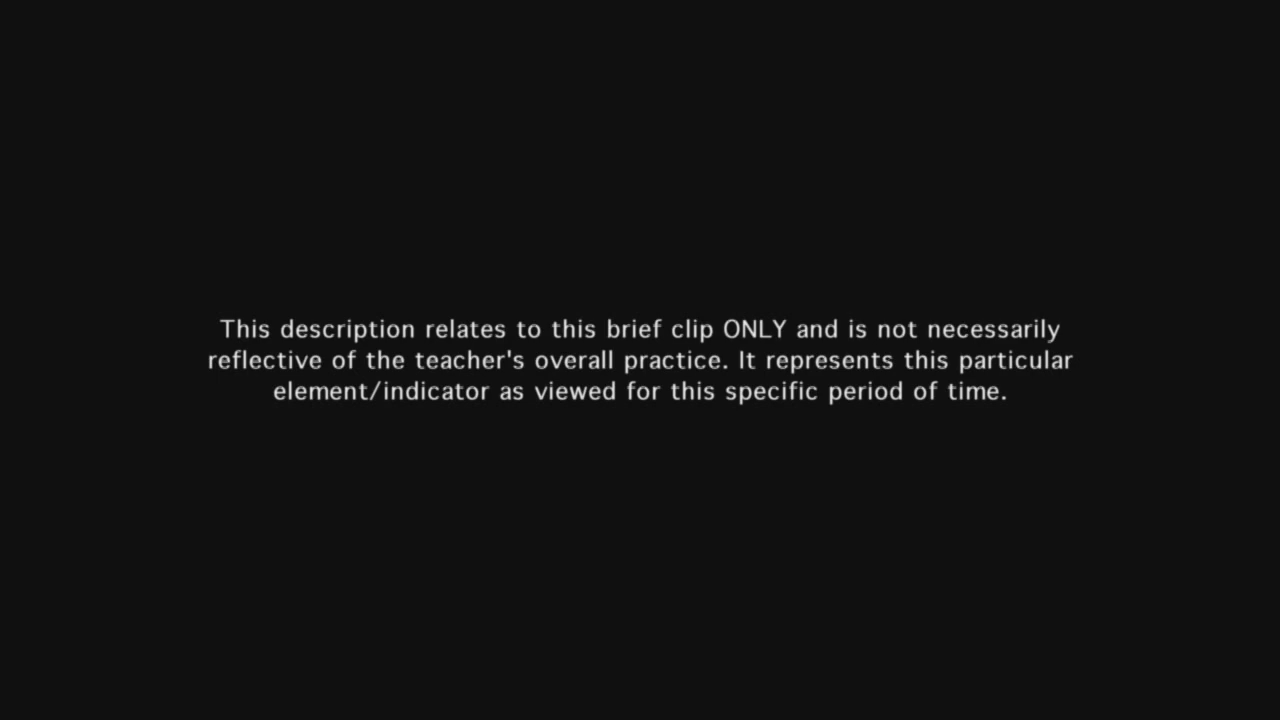 This description relates to this brief clip ONLY and is not necessarily
reflective of the teacher's overall practice. It represents this particular
element/indicator as viewed for this specific period of time.